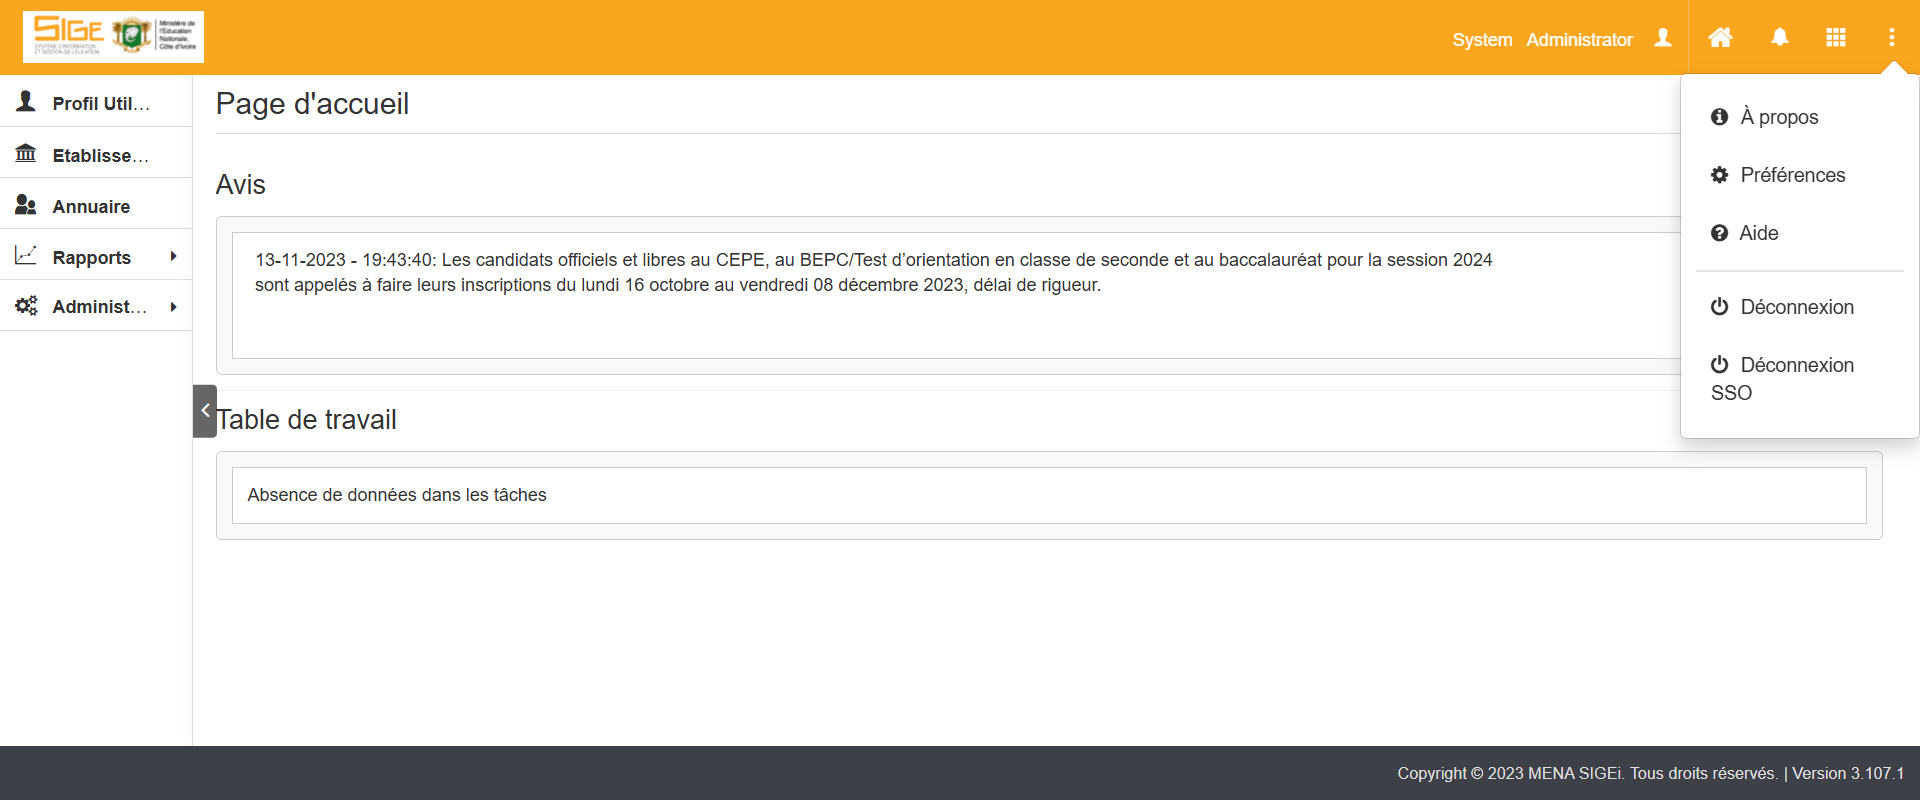 SIGE
SYSTÈME D'INFORMATION
ET GESTION DE L'ÉDUCATION
Ministère de
l'Education
Nationale,
Côte d'Ivoire
System Administrator
Profil Util...
Etablisse...
Annuaire
Rapports
Administ...
Page d'accueil
Avis
13-11-2023 - 19:43:40: Les candidats officiels et libres au CEPE, au BEPC/Test d’orientation en classe de seconde et au baccalauréat pour la session 2024
sont appelés à faire leurs inscriptions du lundi 16 octobre au vendredi 08 décembre 2023, délai de rigueur.
Table de travail
Absence de données dans les tâches
À propos
Préférences
Aide
Déconnexion
Déconnexion
SSO
Copyright © 2023 MENA SIGEi. Tous droits réservés. | Version 3.107.1